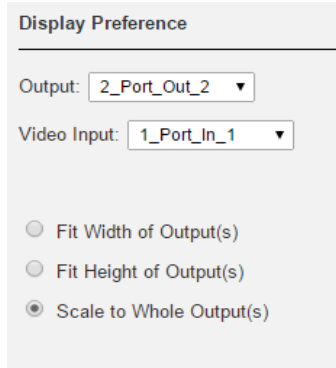 Display Preference
Output: 2_Port_Out_2
Video Input: 1_Port_In_1
Fit Width of Output(s)
Fit Height of Output(s)
Scale to Whole Output(s)